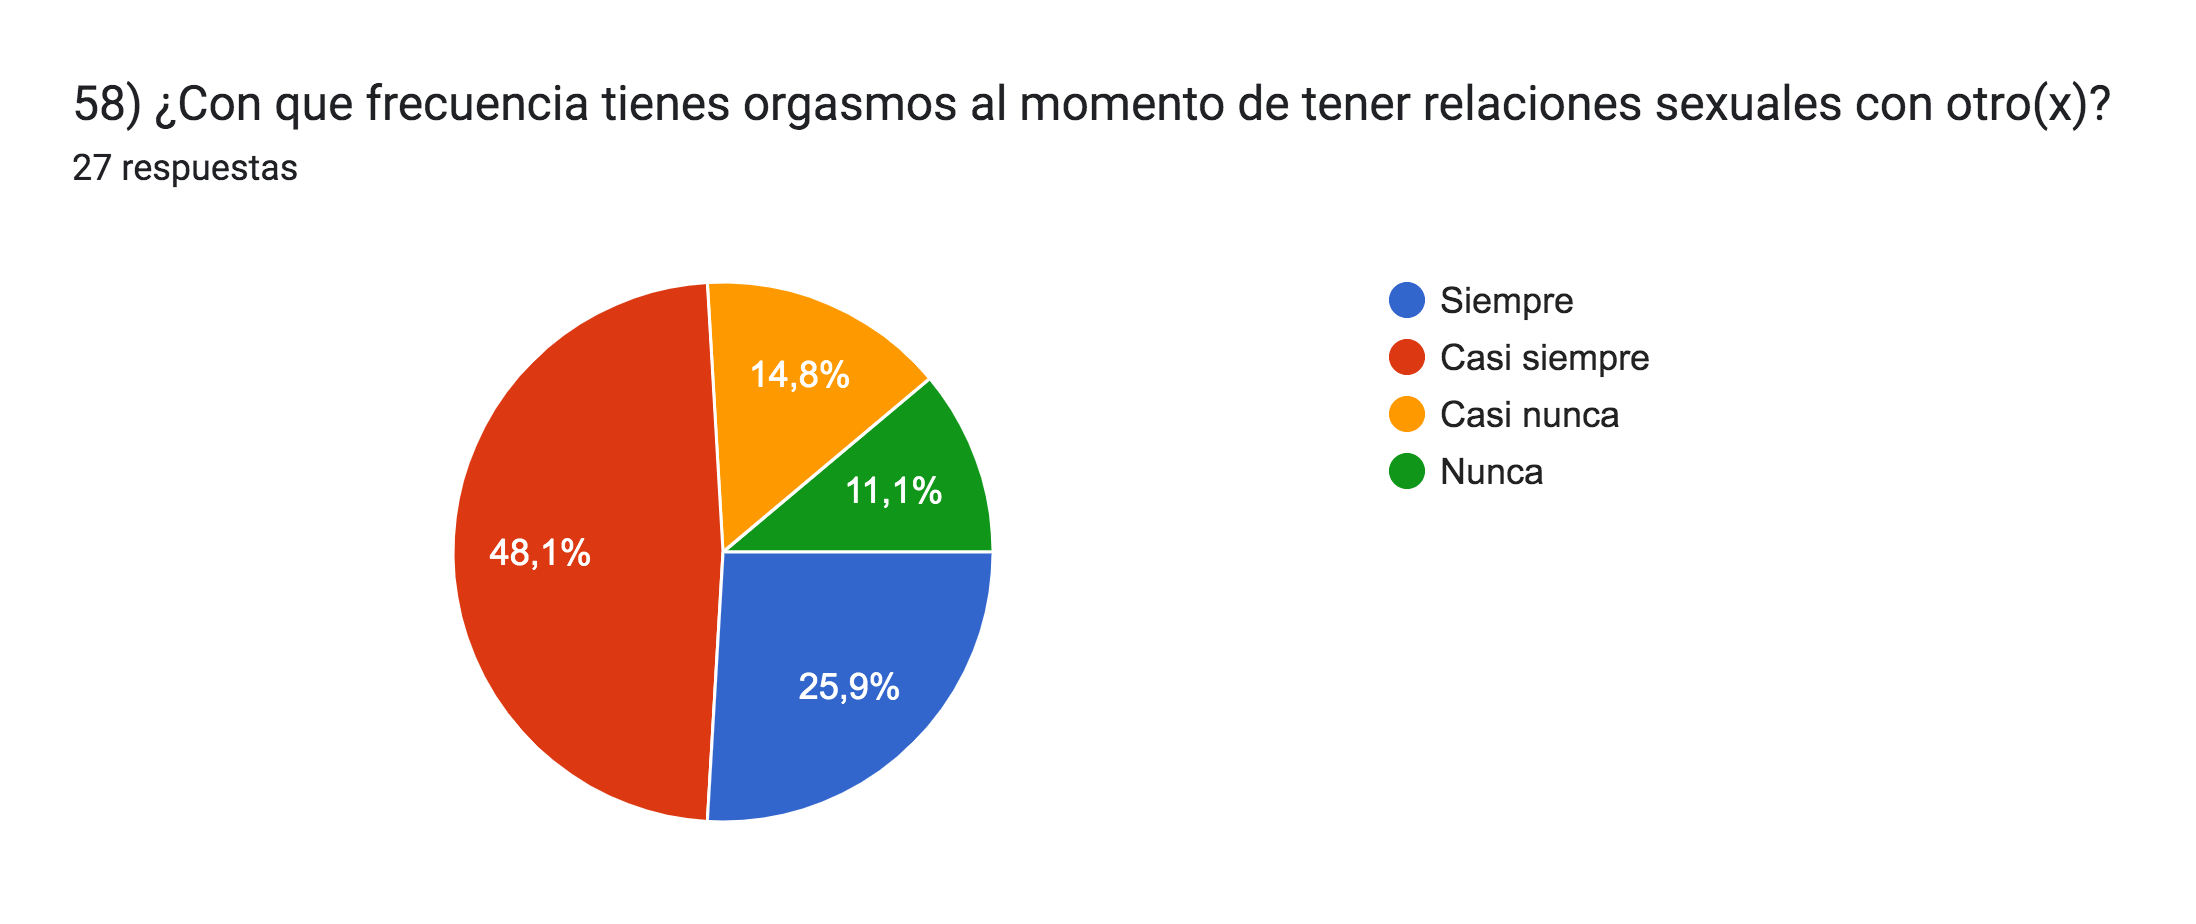 58) ¿Con que frecuencia tienes orgasmos al momento de tener relaciones sexuales con otro(x)?
27 respuestas
Siempre
Casi siempre
Casi nunca
Nunca
14,8%
11,1%
48,1%
25,9%